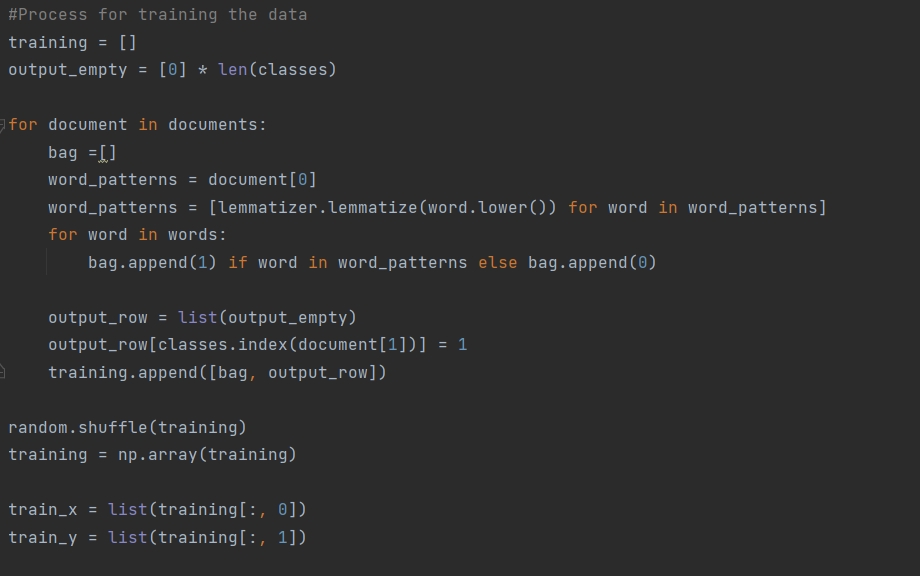 #Process for training the data
training = []
output_empty = [0] * len(classes)
for document in documents:
    bag =[]
    word_patterns = document[0]
    word_patterns = [lemmatizer.lemmatize(word.lower()) for word in word_patterns]
    for word in words:
        bag.append(1) if word in word_patterns else bag.append(0)
    output_row = list(output_empty)
    output_row[classes.index(document[1])] = 1
    training.append([bag, output_row])
random.shuffle(training)
training = np.array(training)
train_x = list(training[:, 0])
train_y = list(training[:, 1])